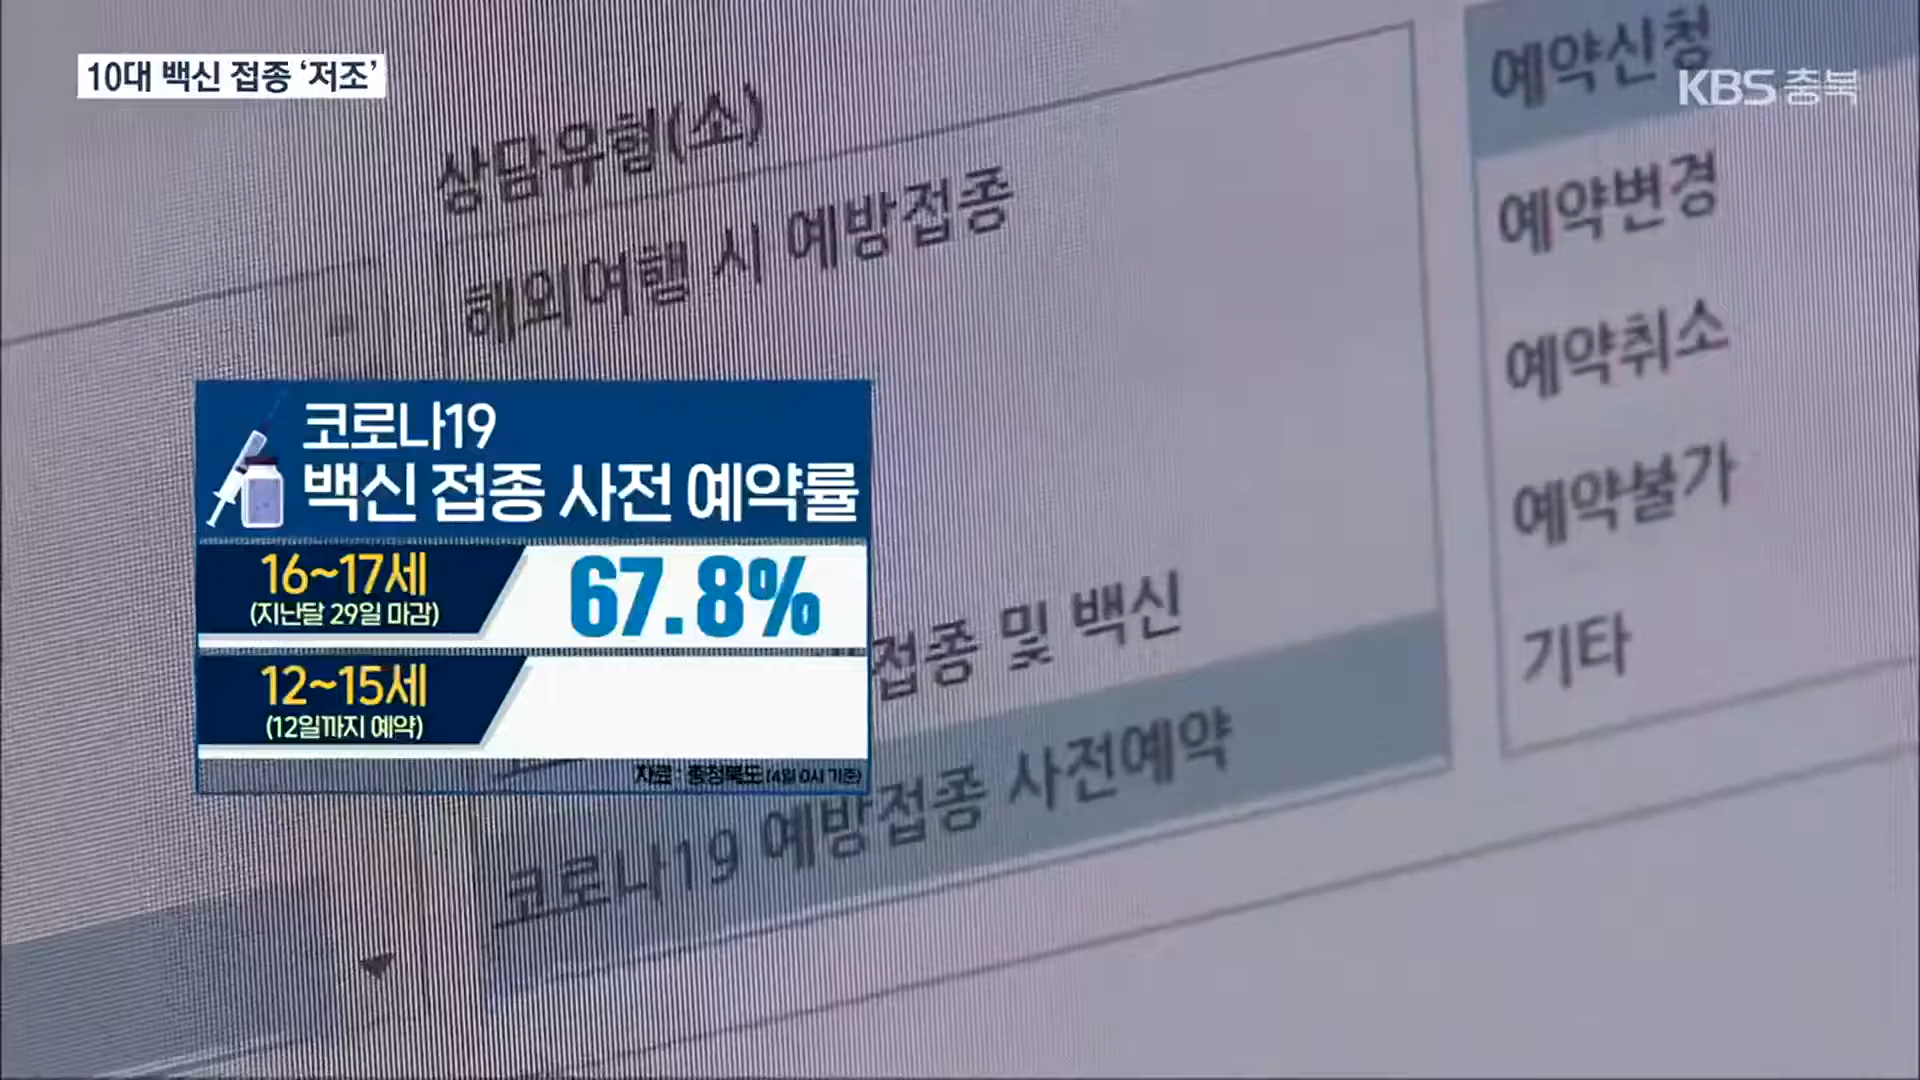 10대 백신 접종 ‘저조’
KBS 충북
상담유형(소)
해외여행 시 예방접종
접종 및 백신
코로나19 예방접종 사전예약
예약신청
예약변경
예약취소
예약불가
기타
코로나19
백신 접종 사전 예약률
16~17세
(지난달 29일 마감)
67.8%
12~15세
(12일까지 예약)
자료 : 충청북도 (4일 0시 기준)